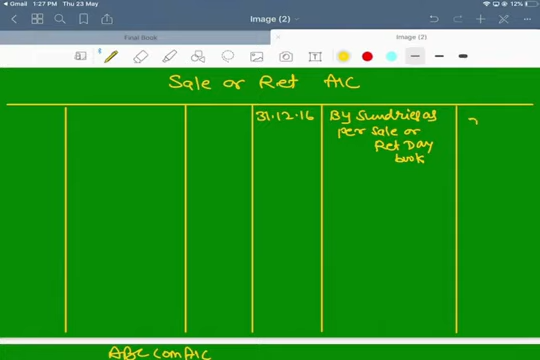 Gmail 1:27 PM Thu 23 May
12%
Image (2)
Final Book
Image (2)
Sale or Ret A/C
31.12.16
By Sundries as
per Sale or
Ret Day
book
ABC Com A/C